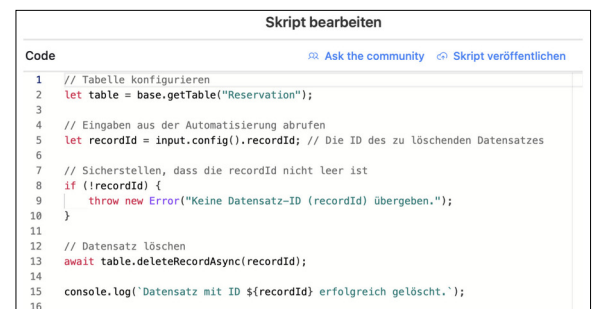 Skript bearbeiten
Code Ask the community Skript veröffentlichen
1 // Tabelle konfigurieren
2 let table = base.getTable("Reservation");
3
4 // Eingaben aus der Automatisierung abrufen
5 let recordId = input.config().recordId; // Die ID des zu löschenden Datensatzes
6
7 // Sicherstellen, dass die recordId nicht leer ist
8 if (!recordId) {
9 throw new Error("Keine Datensatz-ID (recordId) übergeben.");
10 }
11
12 // Datensatz löschen
13 await table.deleteRecordAsync(recordId);
14
15 console.log(`Datensatz mit ID ${recordId} erfolgreich gelöscht.`);
16